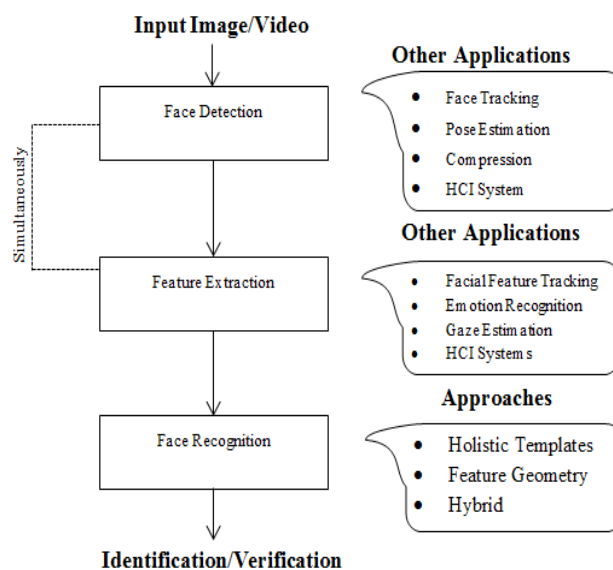 Input Image/Video
Other Applications
Face Detection
• Face Tracking
• Pose Estimation
• Compression
• HCI System
Simultaneously
Other Applications
Feature Extraction
• Facial Feature Tracking
• Emotion Recognition
• Gaze Estimation
• HCI Systems
Approaches
Face Recognition
• Holistic Templates
• Feature Geometry
• Hybrid
Identification/Verification